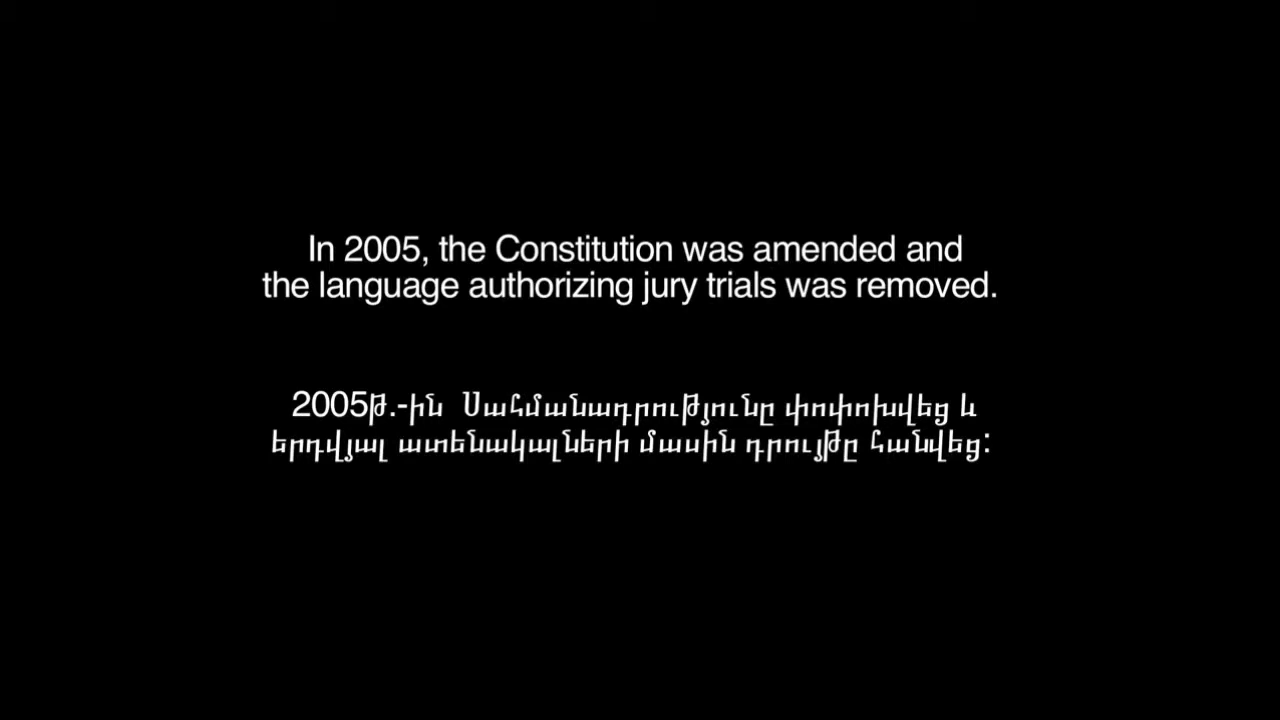 In 2005, the Constitution was amended and
the language authorizing jury trials was removed.
2005թ.-ին Սահմանադրությունը փոփոխվեց և
երդվյալ ատենակալների մասին դրույթը հանվեց: